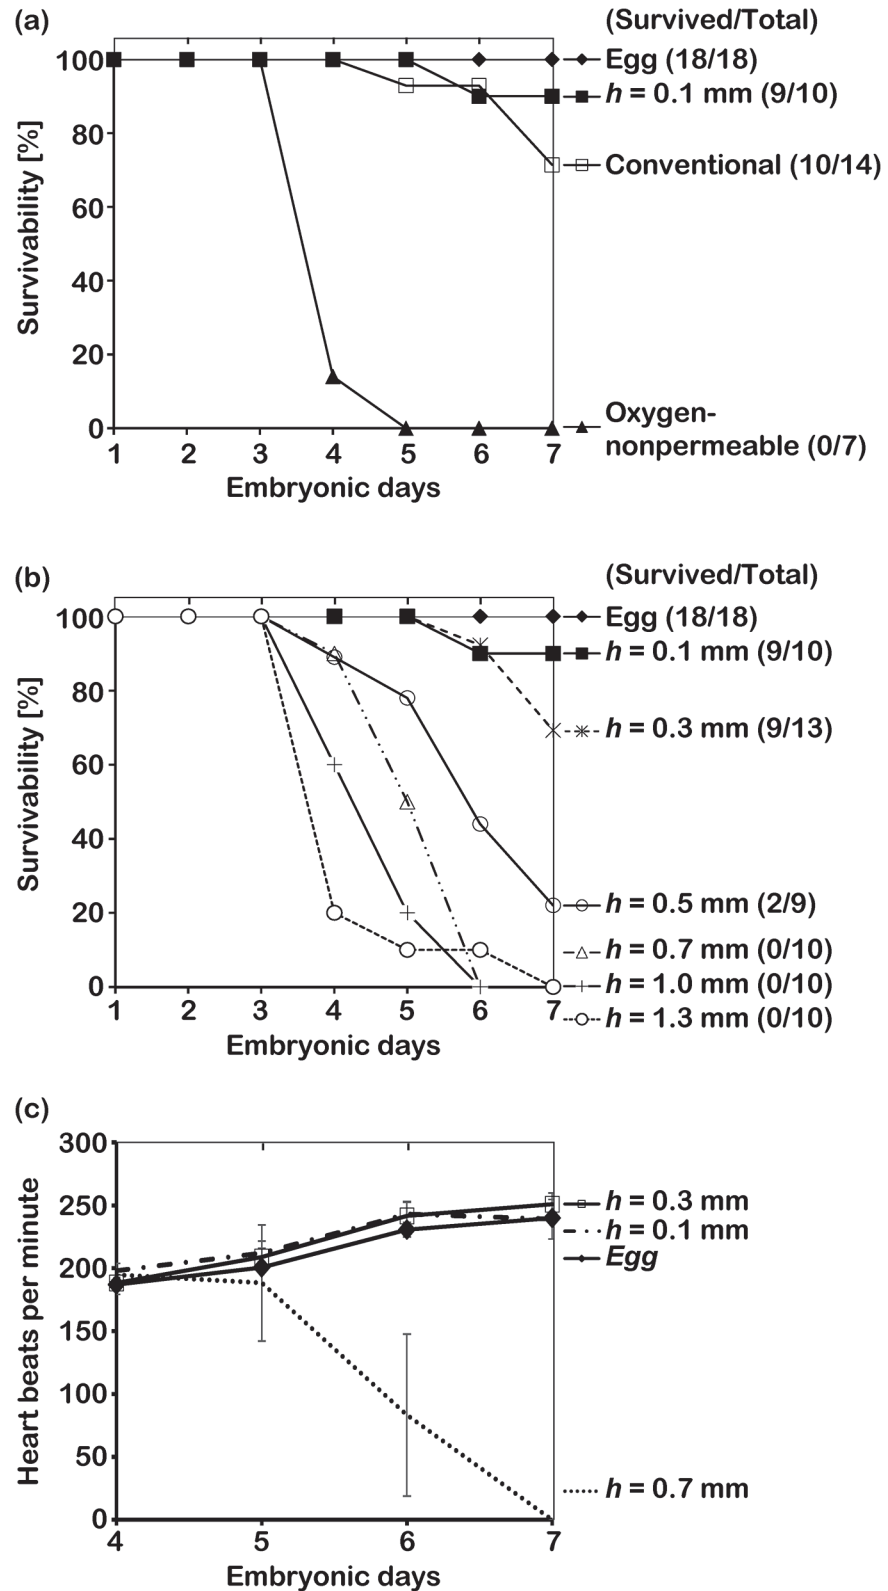 (a)
(Survived/Total)
100
80
60
40
20
0
Survivability [%]
1 2 3 4 5 6 7
Embryonic days
Egg (18/18)
h = 0.1 mm (9/10)
Conventional (10/14)
Oxygen-
nonpermeable (0/7)
(b)
(Survived/Total)
100
80
60
40
20
0
Survivability [%]
1 2 3 4 5 6 7
Embryonic days
Egg (18/18)
h = 0.1 mm (9/10)
h = 0.3 mm (9/13)
h = 0.5 mm (2/9)
h = 0.7 mm (0/10)
h = 1.0 mm (0/10)
h = 1.3 mm (0/10)
(c)
300
250
200
150
100
50
0
Heart beats per minute
4 5 6 7
Embryonic days
h = 0.3 mm
h = 0.1 mm
Egg
h = 0.7 mm